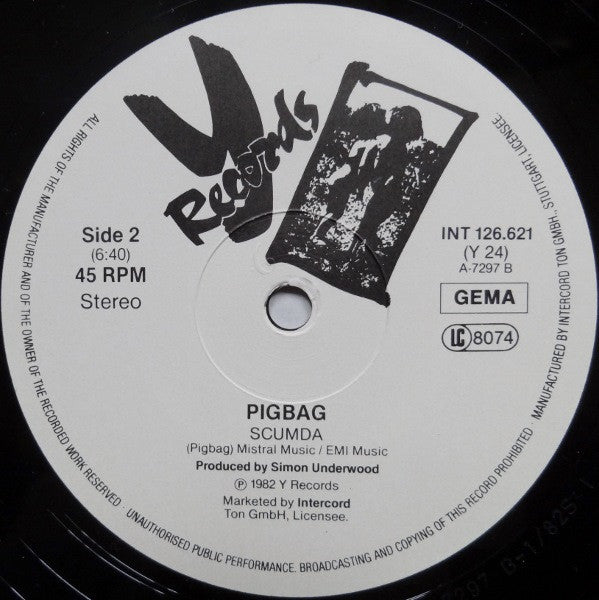 Y
Records
Side 2
(6:40)
45 RPM
Stereo
INT 126.621
(Y 24)
A-7297 B
GEMA
LC 8074
PIGBAG
SCUMDA
(Pigbag) Mistral Music / EMI Music
Produced by Simon Underwood
Ⓟ 1982 Y Records
Marketed by Intercord
Ton GmbH, Licensee.
ALL RIGHTS OF THE MANUFACTURER AND OF THE OWNER OF THE RECORDED WORK RESERVED · UNAUTHORISED PUBLIC PERFORMANCE, BROADCASTING AND COPYING OF THIS RECORD PROHIBITED · MANUFACTURED BY INTERCORD TON GMBH., STUTTGART, LICENSEE.